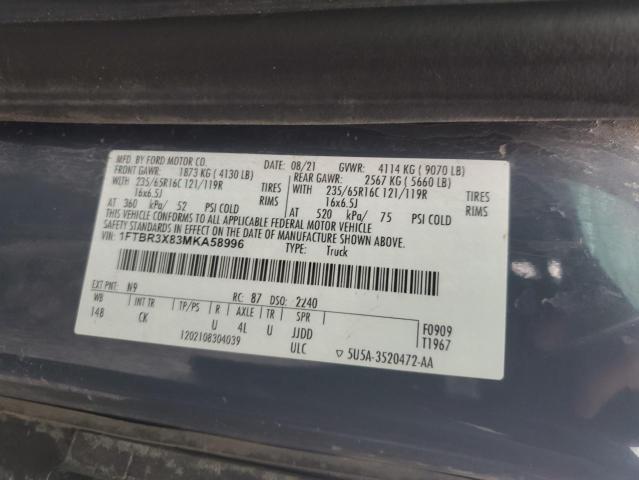 MFD. BY FORD MOTOR CO.
DATE: 08/21 GVWR: 4114 KG ( 9070 LB)
FRONT GAWR: 1873 KG ( 4130 LB)
REAR GAWR: 2567 KG ( 5660 LB)
WITH 235/65R16C 121/119R TIRES
WITH 235/65R16C 121/119R TIRES
16x6.5J RIMS
16x6.5J RIMS
AT 360 kPa/ 52 PSI COLD
AT 520 kPa/ 75 PSI COLD
THIS VEHICLE CONFORMS TO ALL APPLICABLE FEDERAL MOTOR VEHICLE
SAFETY STANDARDS IN EFFECT ON THE DATE OF MANUFACTURE SHOWN ABOVE.
VIN: 1FTBR3X83MKA58996
TYPE: Truck
EXT PNT: N9 RC: 87 DSO: 2240
WB INT TR TP/PS R AXLE TR SPR
148 CK U 4L U JJDD
ULC
F0909
T1967
1202108304039
▽ 5U5A-3520472-AA